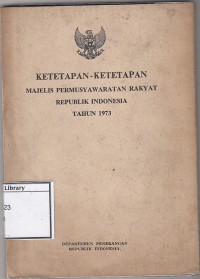 KETETAPAN-KETETAPAN
MAJELIS PERMUSYAWARATAN RAKYAT
REPUBLIK INDONESIA
TAHUN 1973
Library
23
DEPARTEMEN PENERANGAN
REPUBLIK INDONESIA